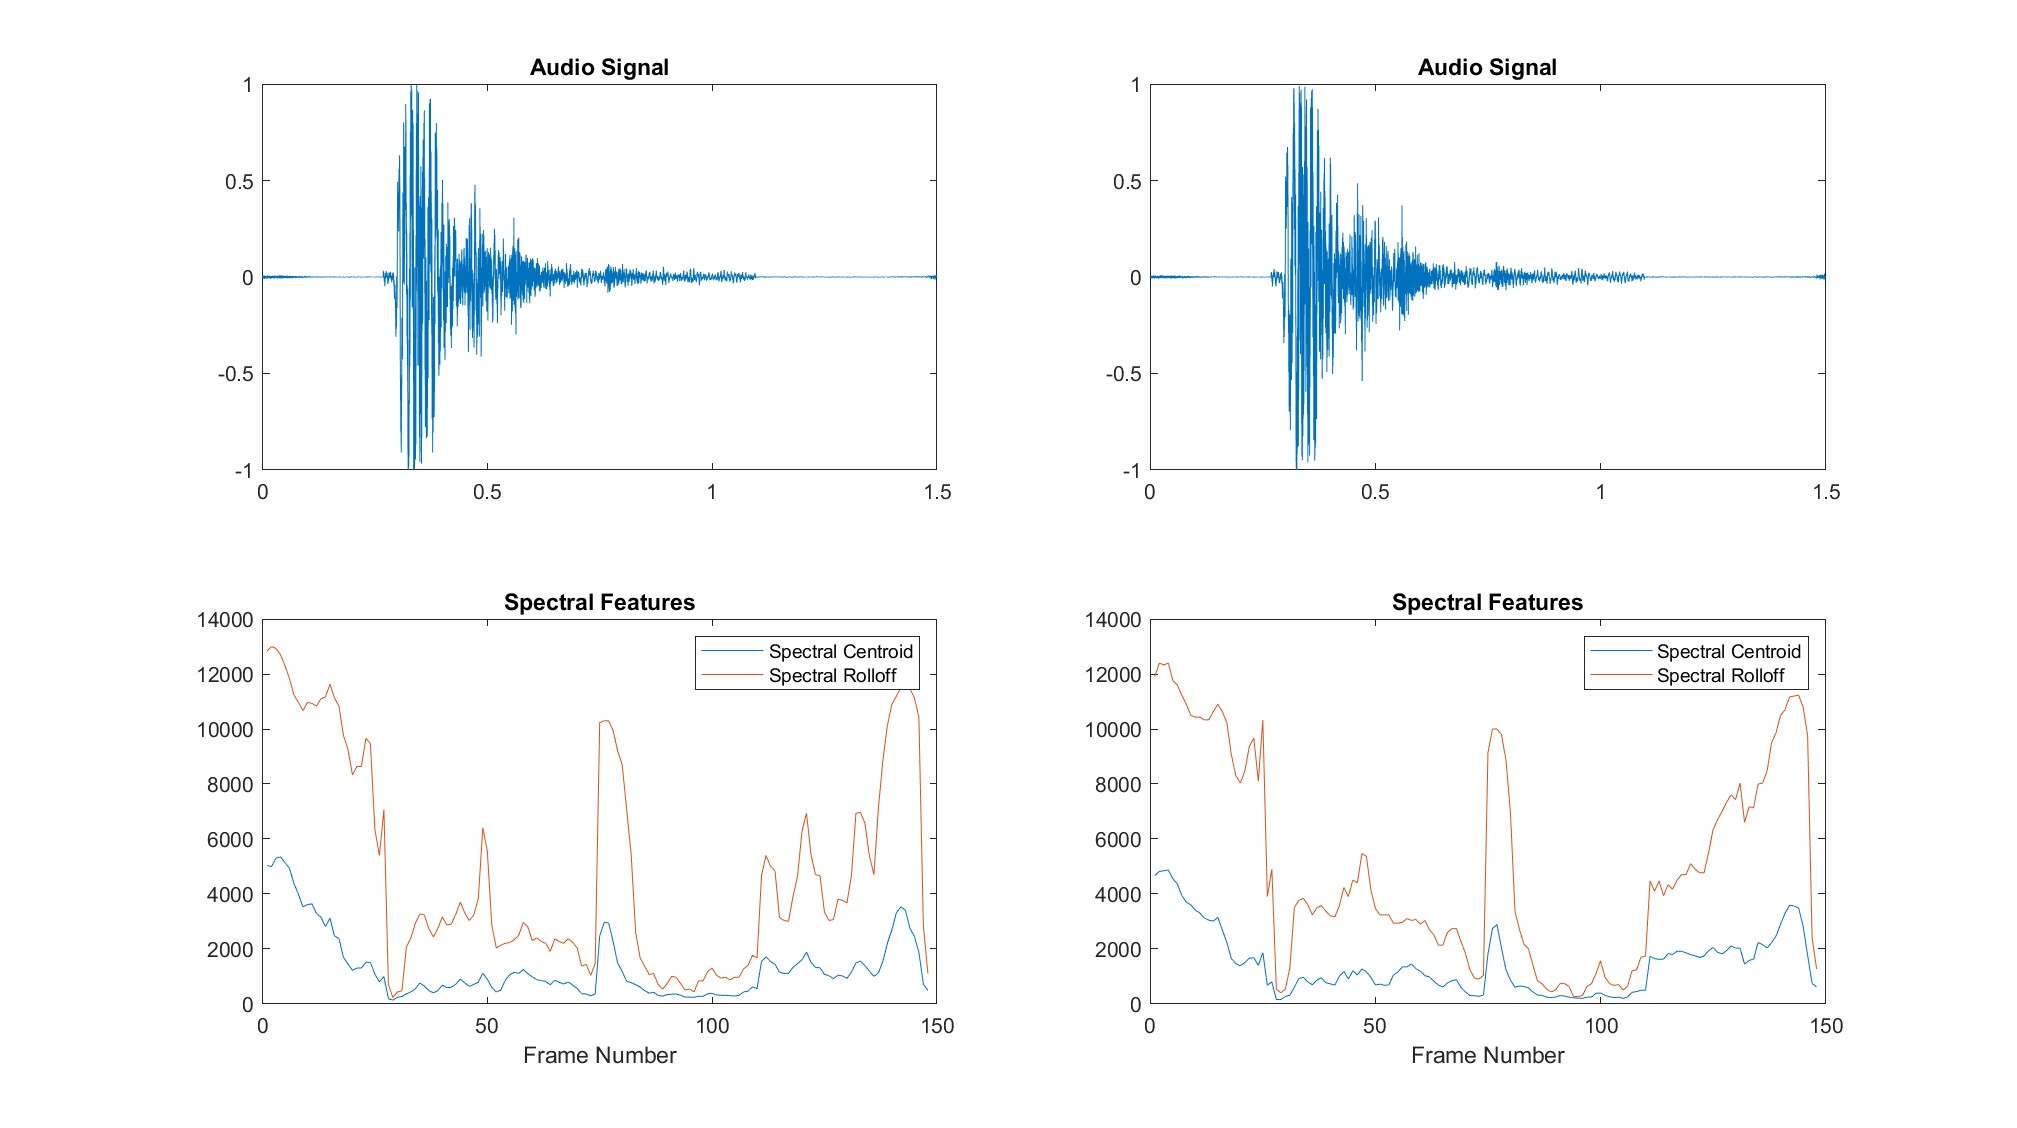 Audio Signal
1
0.5
0
-0.5
-1
0 0.5 1 1.5
Audio Signal
1
0.5
0
-0.5
-1
0 0.5 1 1.5
Spectral Features
14000
12000
10000
8000
6000
4000
2000
0
Spectral Centroid
Spectral Rolloff
0 50 100 150
Frame Number
Spectral Features
14000
12000
10000
8000
6000
4000
2000
0
Spectral Centroid
Spectral Rolloff
0 50 100 150
Frame Number